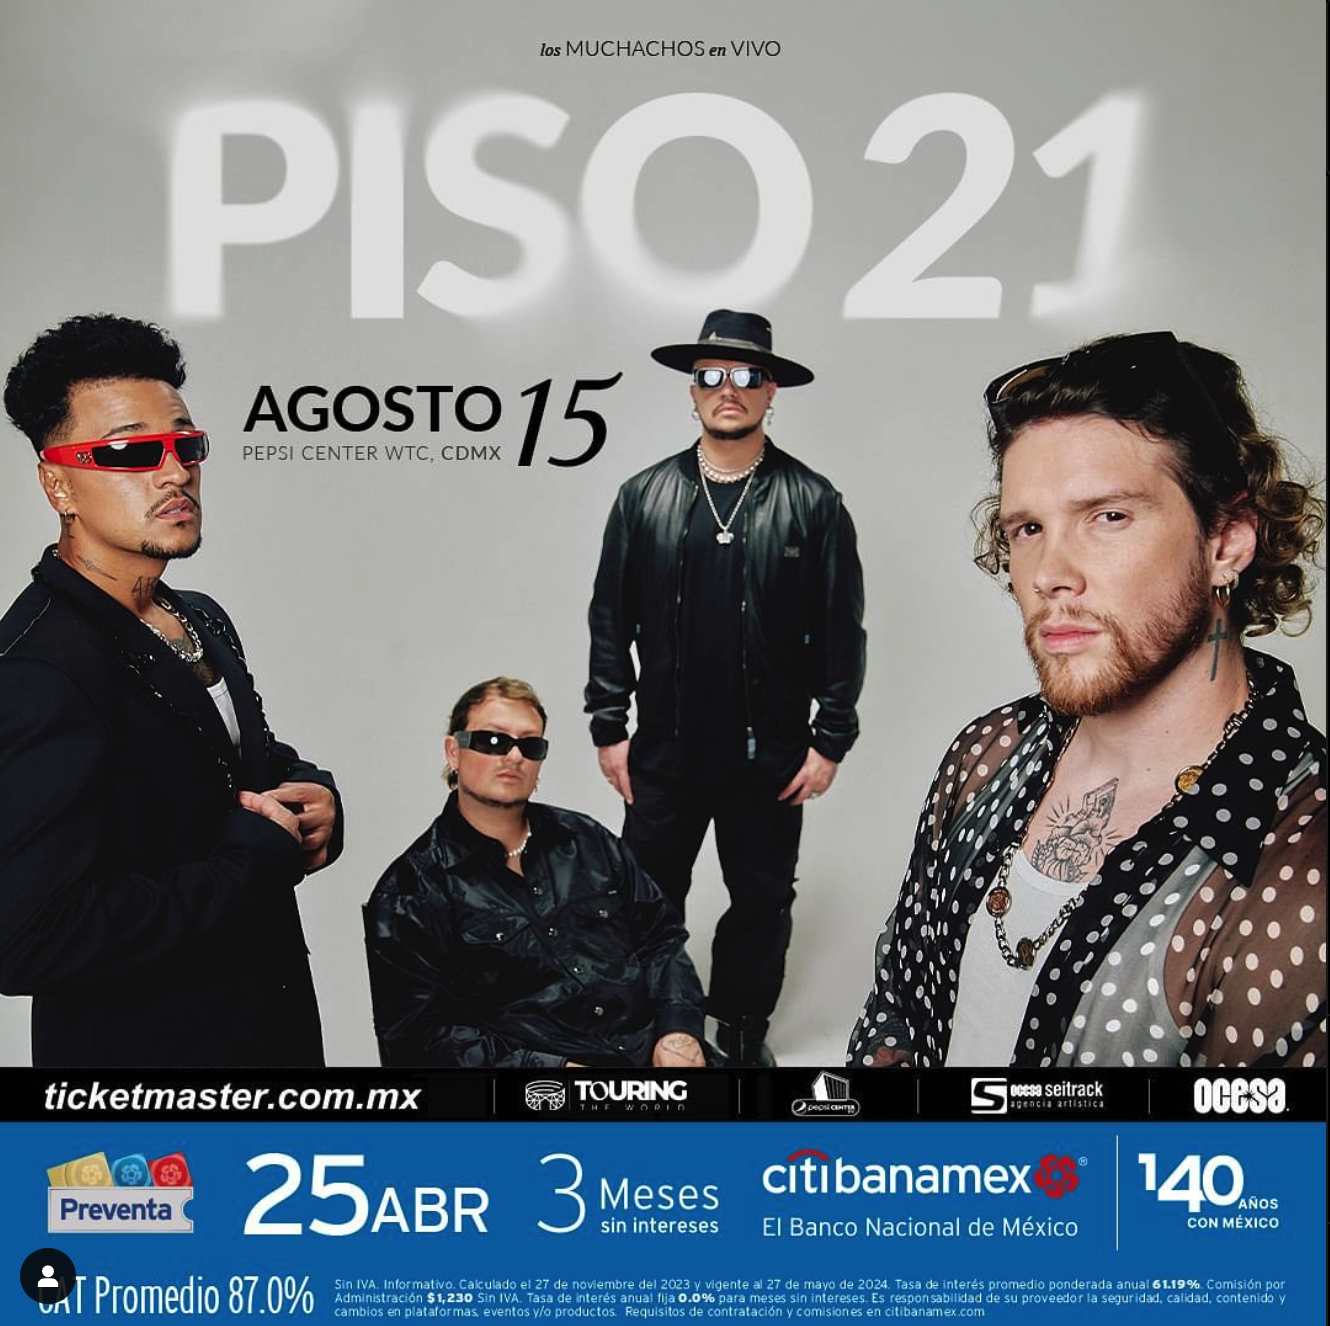 los MUCHACHOS en VIVO
PISO 21
AGOSTO 15
PEPSI CENTER WTC, CDMX
ticketmaster.com.mx
TOURING
THE WORLD
pepsi CENTER
ocesa seitrack
agencia artística
ocesa
Preventa
25 ABR
3 Meses
sin intereses
citibanamex®
El Banco Nacional de México
140 AÑOS
CON MÉXICO
CAT Promedio 87.0%
Sin IVA. Informativo. Calculado el 27 de noviembre del 2023 y vigente al 27 de mayo de 2024. Tasa de interés promedio ponderada anual 61.19%. Comisión por
Administración $1,230 Sin IVA. Tasa de interés anual fija 0.0% para meses sin intereses. Es responsabilidad de su proveedor la seguridad, calidad, contenido y
cambios en plataformas, eventos y/o productos. Requisitos de contratación y comisiones en citibanamex.com